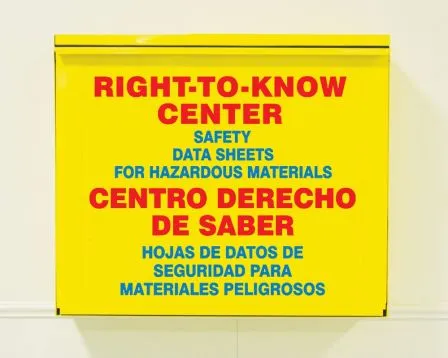 RIGHT-TO-KNOW
CENTER
SAFETY
DATA SHEETS
FOR HAZARDOUS MATERIALS
CENTRO DERECHO
DE SABER
HOJAS DE DATOS DE
SEGURIDAD PARA
MATERIALES PELIGROSOS